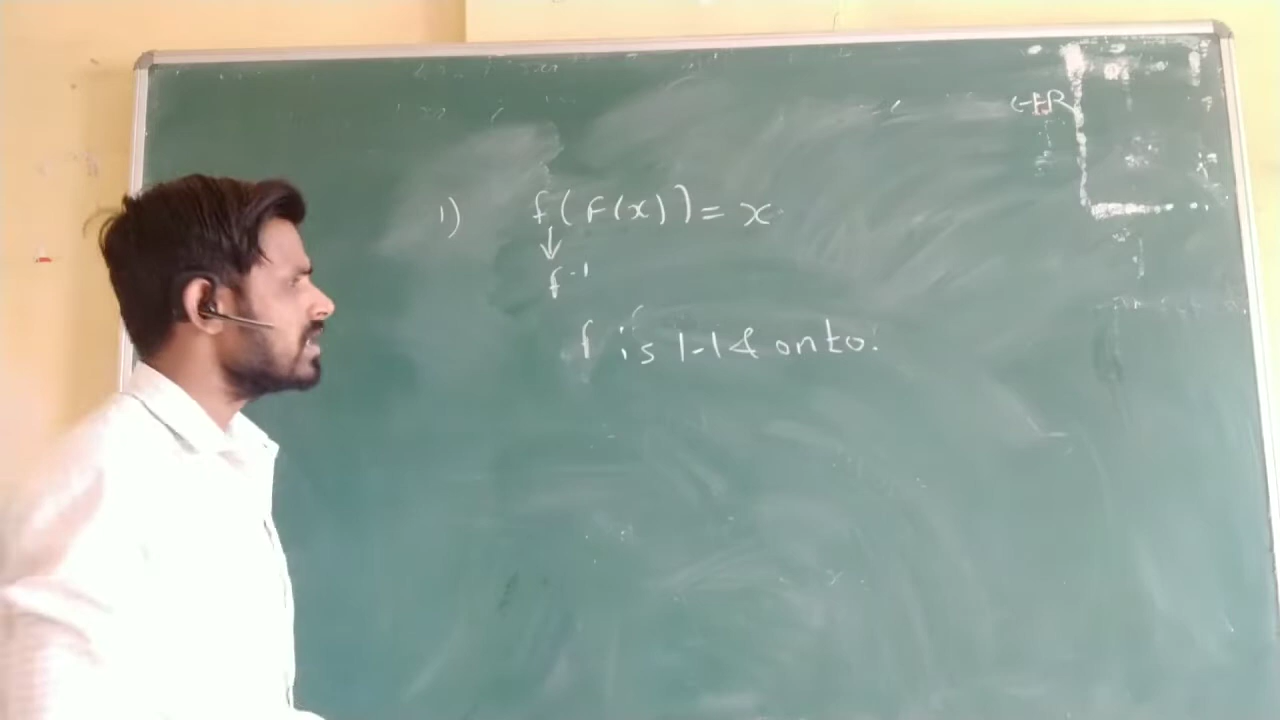 1) f(F(x))= x
↓
f⁻¹
f is 1-1 & onto.